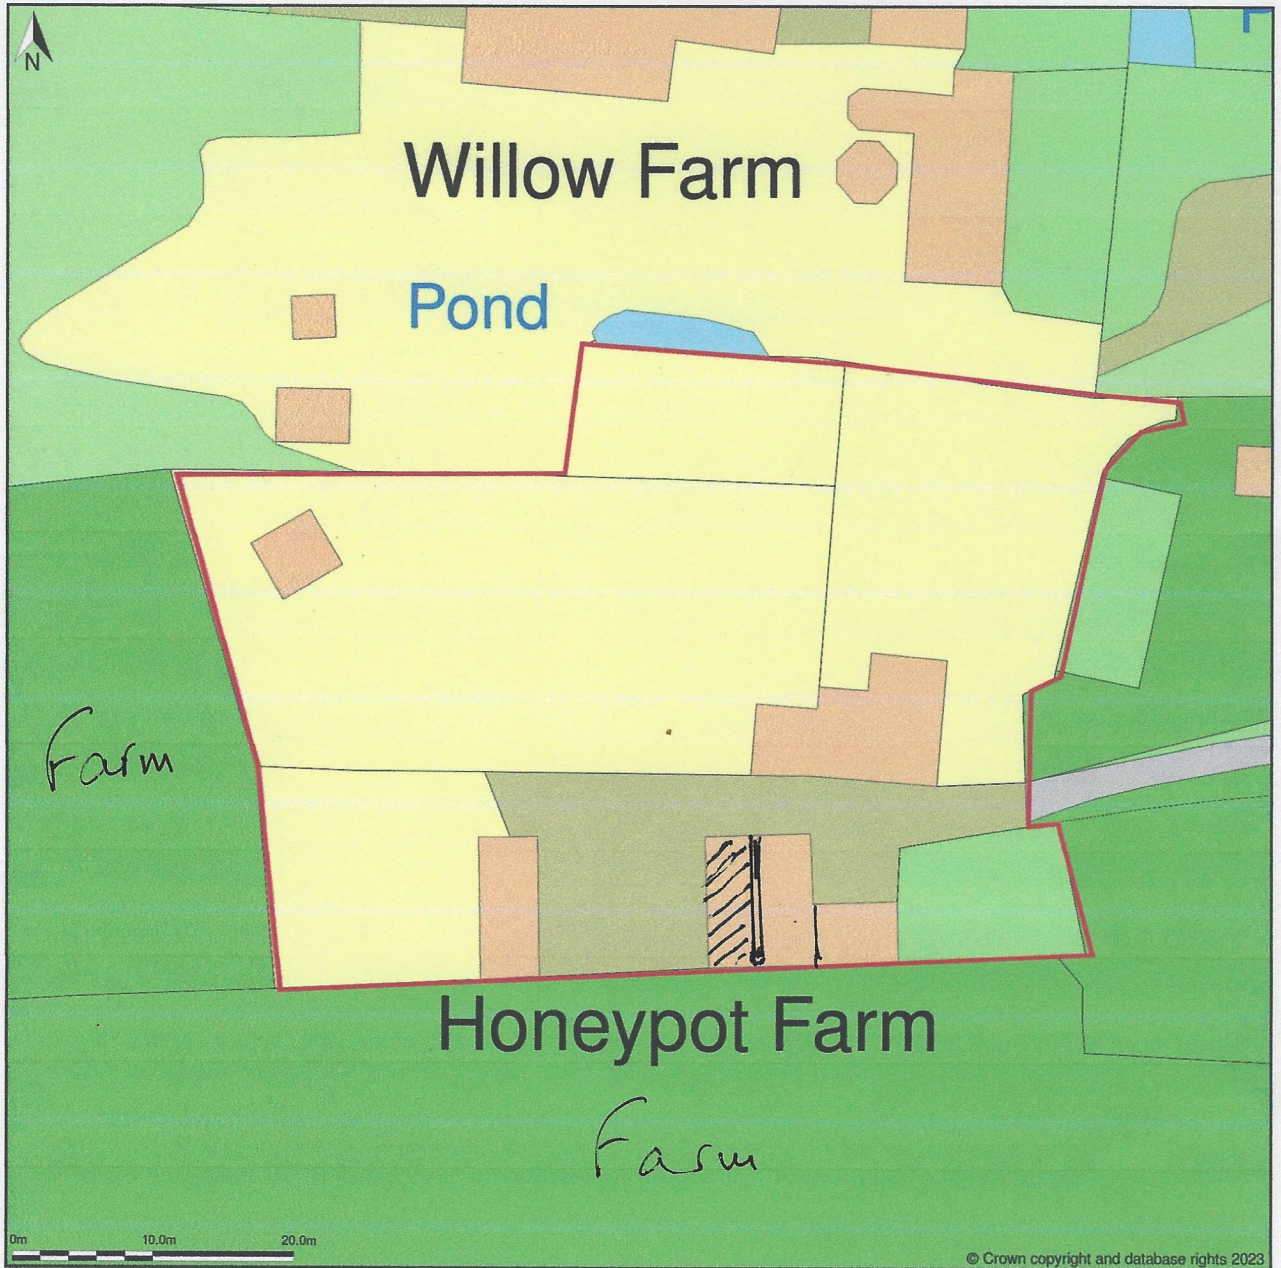 N
Willow Farm
Pond
Farm
Honeypot Farm
Farm
0m 10.0m 20.0m
© Crown copyright and database rights 2023